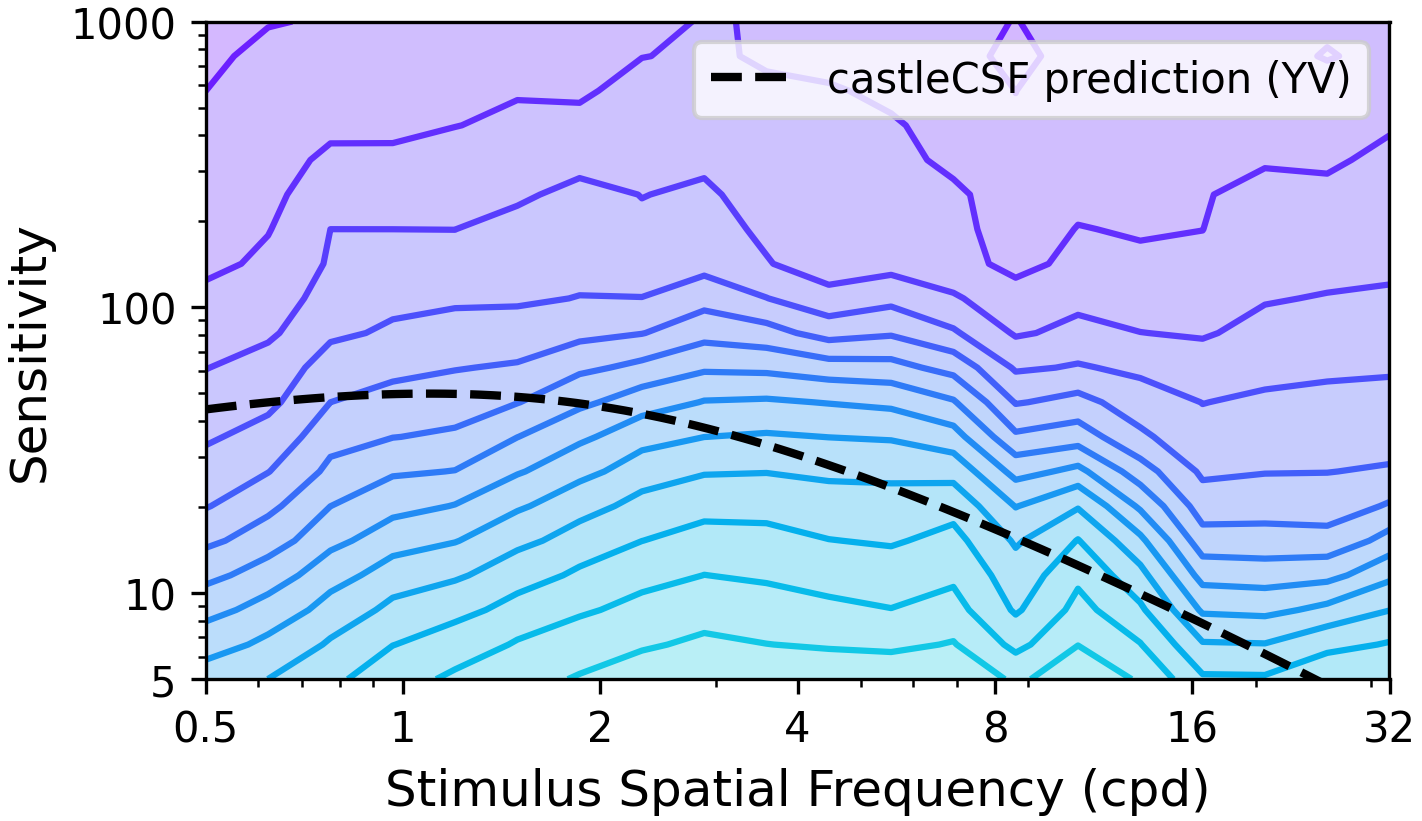 1000
castleCSF prediction (YV)
100
10
5
Sensitivity
0.5 1 2 4 8 16 32
Stimulus Spatial Frequency (cpd)